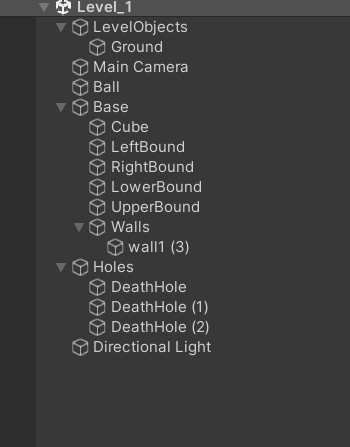 Level_1
LevelObjects
Ground
Main Camera
Ball
Base
Cube
LeftBound
RightBound
LowerBound
UpperBound
Walls
wall1 (3)
Holes
DeathHole
DeathHole (1)
DeathHole (2)
Directional Light